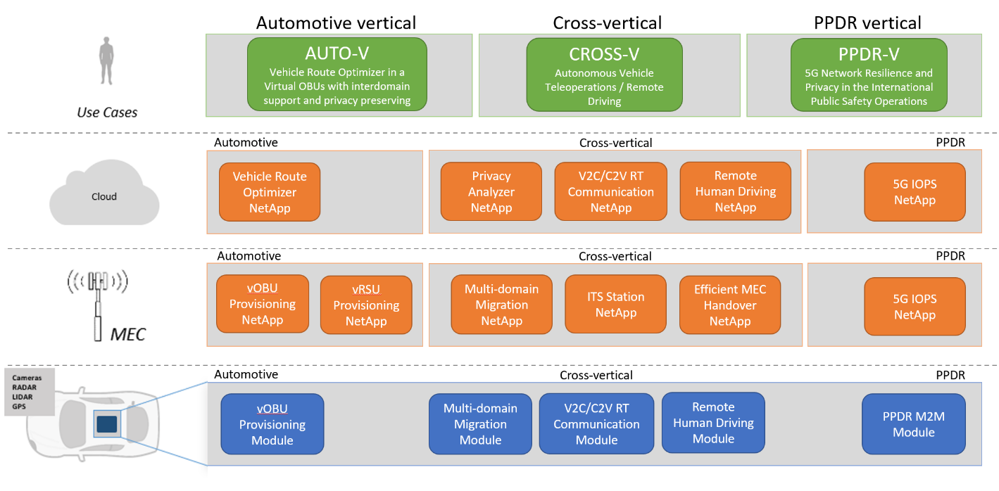 Automotive vertical
Cross-vertical
PPDR vertical
AUTO-V
Vehicle Route Optimizer in a
Virtual OBUs with interdomain
support and privacy preserving
CROSS-V
Autonomous Vehicle
Teleoperations / Remote
Driving
PPDR-V
5G Network Resilience and
Privacy in the International
Public Safety Operations
Use Cases
Automotive
Cross-vertical
PPDR
Cloud
Vehicle Route
Optimizer
NetApp
Privacy
Analyzer
NetApp
V2C/C2V RT
Communication
NetApp
Remote
Human Driving
NetApp
5G IOPS
NetApp
Automotive
Cross-vertical
PPDR
MEC
vOBU
Provisioning
NetApp
vRSU
Provisioning
NetApp
Multi-domain
Migration
NetApp
ITS Station
NetApp
Efficient MEC
Handover
NetApp
5G IOPS
NetApp
Automotive
Cross-vertical
PPDR
Cameras
RADAR
LIDAR
GPS
vOBU
Provisioning
Module
Multi-domain
Migration
Module
V2C/C2V RT
Communication
Module
Remote
Human Driving
Module
PPDR M2M
Module